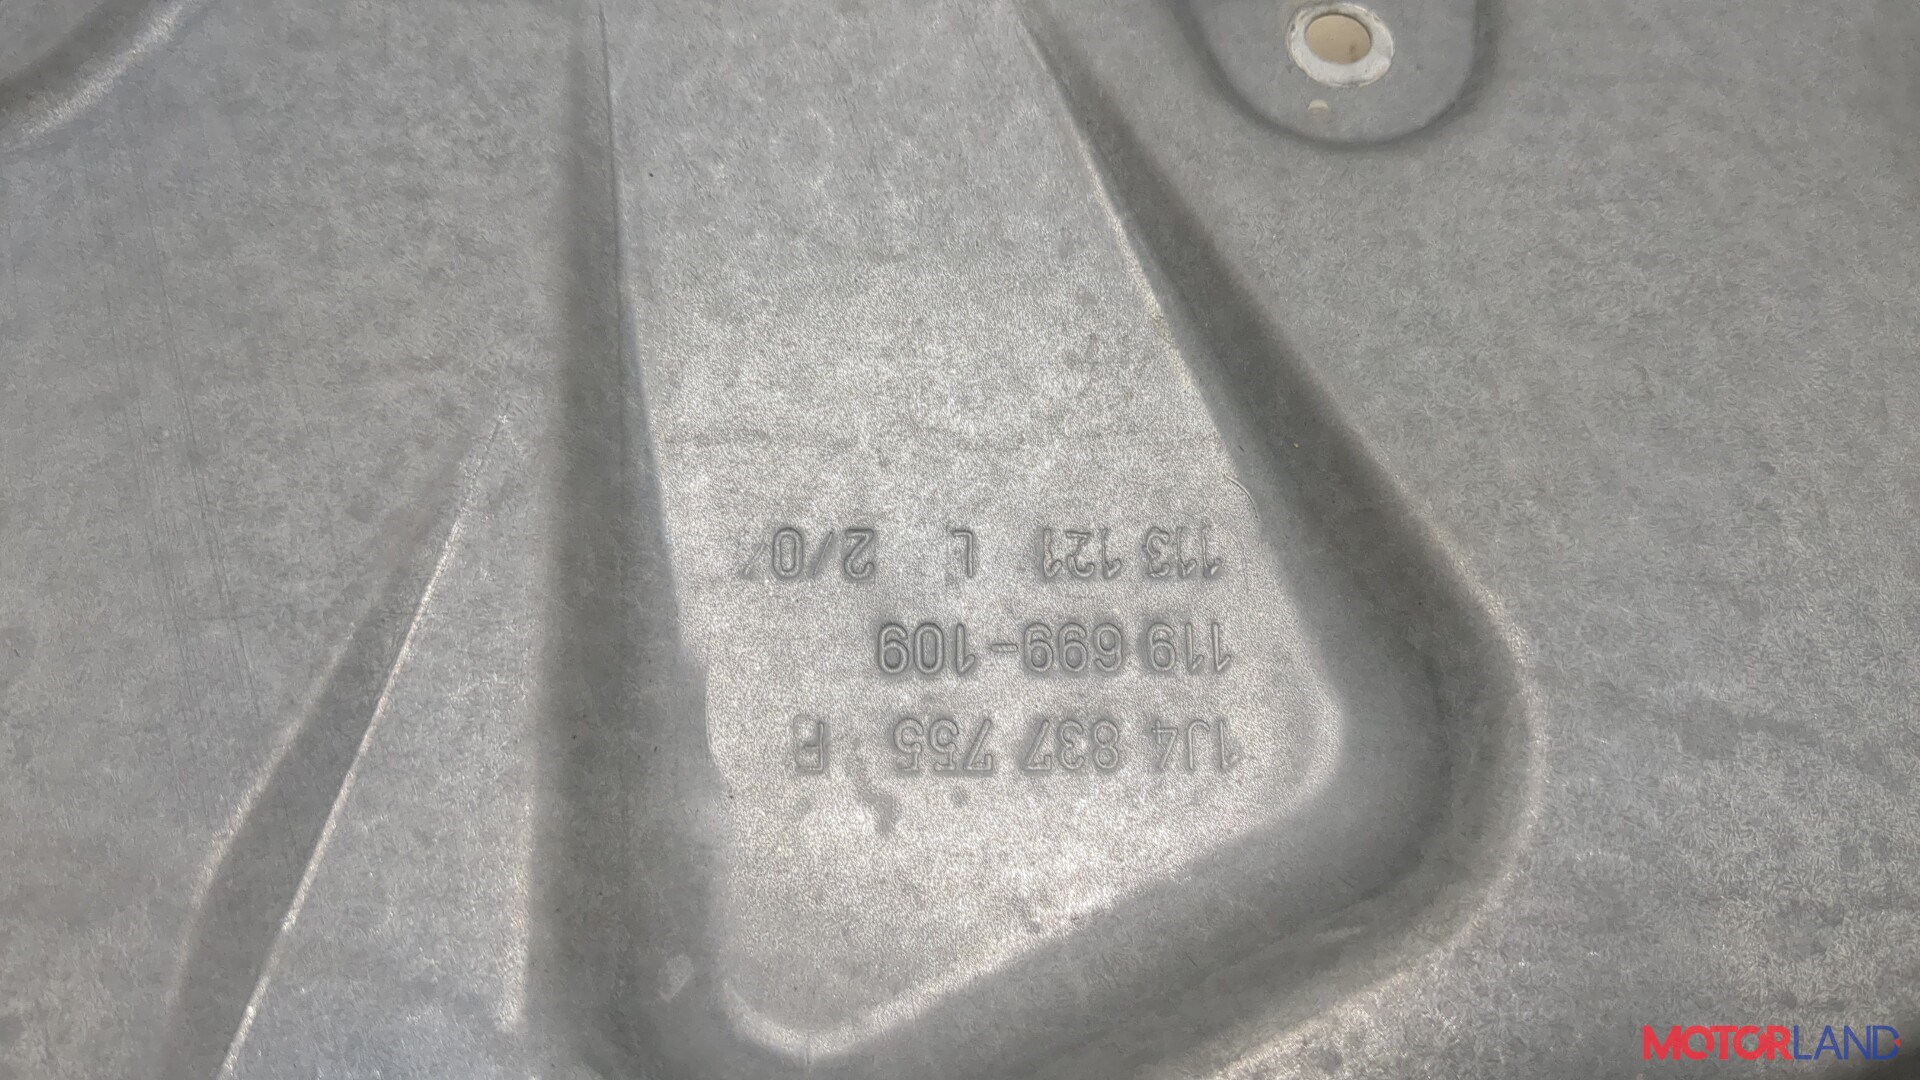 1J4 837 755 F
119 699-109
113 121 L 2/0
MOTORLAND